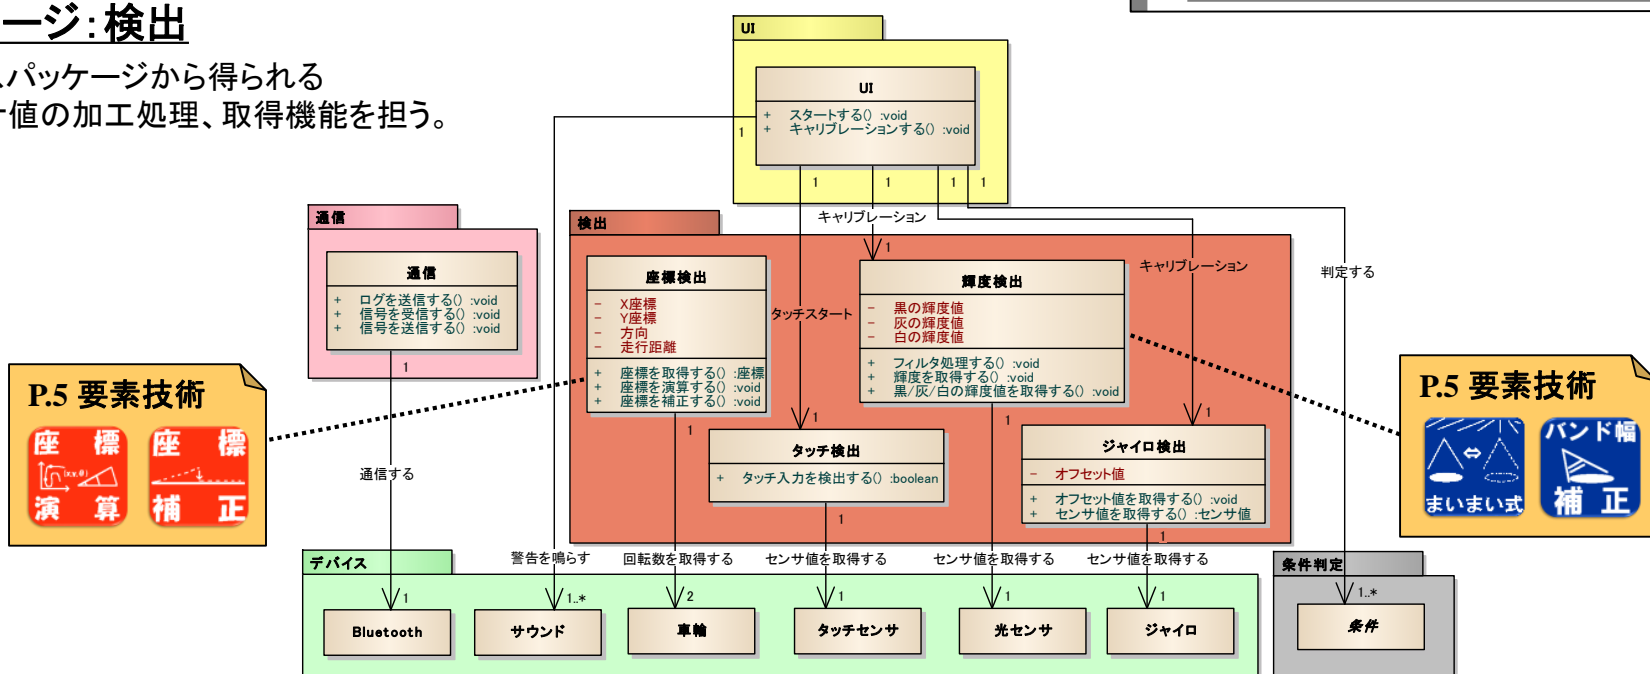 ージ：検出
スパッケージから得られる
サ値の加工処理、取得機能を担う。
UI
UI
+ スタートする() :void
+ キャリブレーションする() :void
1
1
1
1
1
通信
通信
+ ログを送信する() :void
+ 信号を受信する() :void
+ 信号を送信する() :void
1
通信する
1
検出
キャリブレーション
1
座標検出
- X座標
- Y座標
- 方向
- 走行距離
+ 座標を取得する() :座標
+ 座標を演算する() :void
+ 座標を補正する() :void
1
タッチスタート
1
輝度検出
- 黒の輝度値
- 灰の輝度値
- 白の輝度値
+ フィルタ処理する() :void
+ 輝度を取得する() :void
+ 黒/灰/白の輝度値を取得する() :void
1
キャリブレーション
1
判定する
タッチ検出
+ タッチ入力を検出する() :boolean
1
ジャイロ検出
- オフセット値
+ オフセット値を取得する() :void
+ センサ値を取得する() :センサ値
1
P.5 要素技術
座 標
(x,y,θ)
演 算
座 標
補 正
P.5 要素技術
まいまい式
バンド幅
補 正
デバイス
警告を鳴らす
回転数を取得する
センサ値を取得する
センサ値を取得する
センサ値を取得する
1..*
2
1
1
1
Bluetooth
サウンド
車輪
タッチセンサ
光センサ
ジャイロ
条件判定
1..*
条件